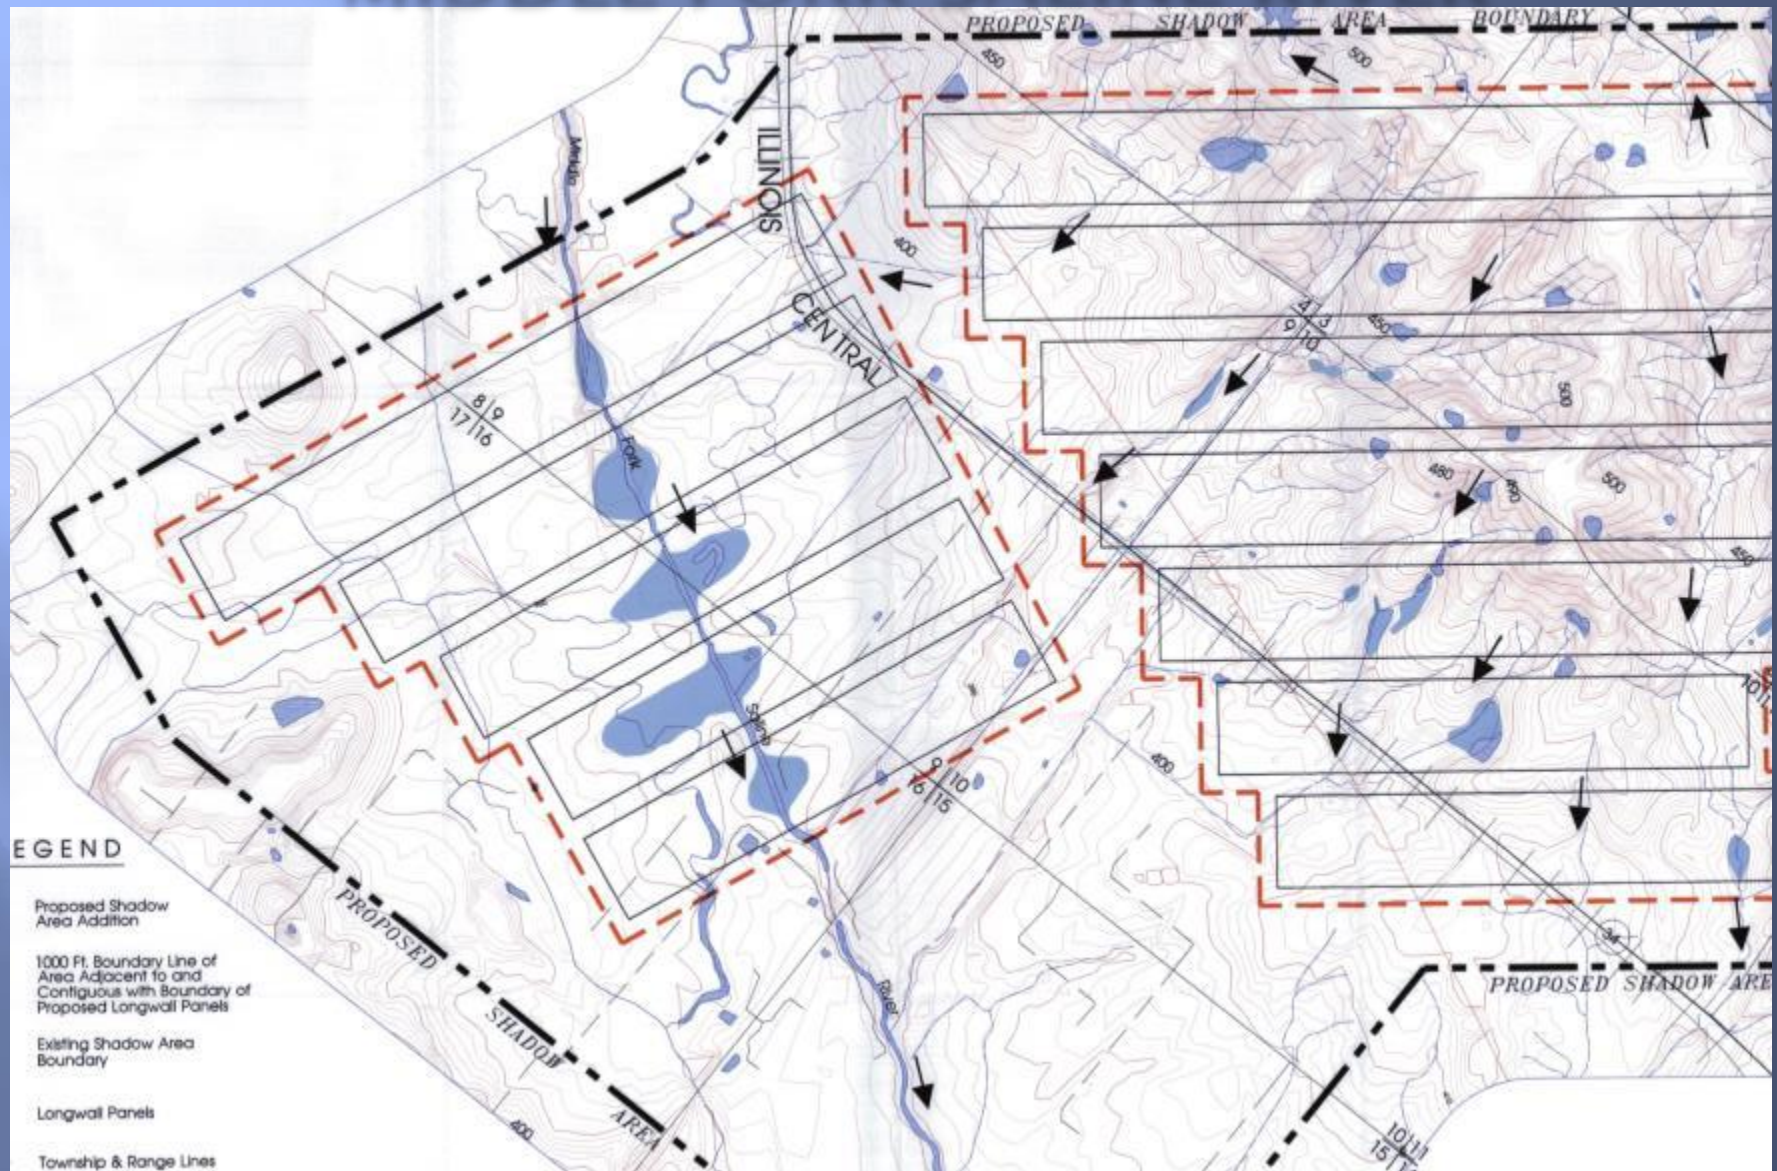 PROPOSED SHADOW AREA BOUNDARY
450
500
ILLINOIS
Middle
400
CENTRAL
4 3
9 10
450
500
8 9
17 16
Fork
480
490
500
450
Saline
9 10
16 15
400
EGEND
Proposed Shadow
Area Addition
1000 Ft. Boundary Line of
Area Adjacent to and
Contiguous with Boundary of
Proposed Longwall Panels
Existing Shadow Area
Boundary
Longwall Panels
Township & Range Lines
PROPOSED
SHADOW
AREA
400
River
34
PROPOSED SHADOW ARE
10 11
15